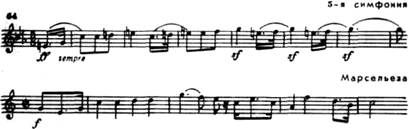 5-я симфония
64
ff sempre sf sf sf
Марсельеза
f